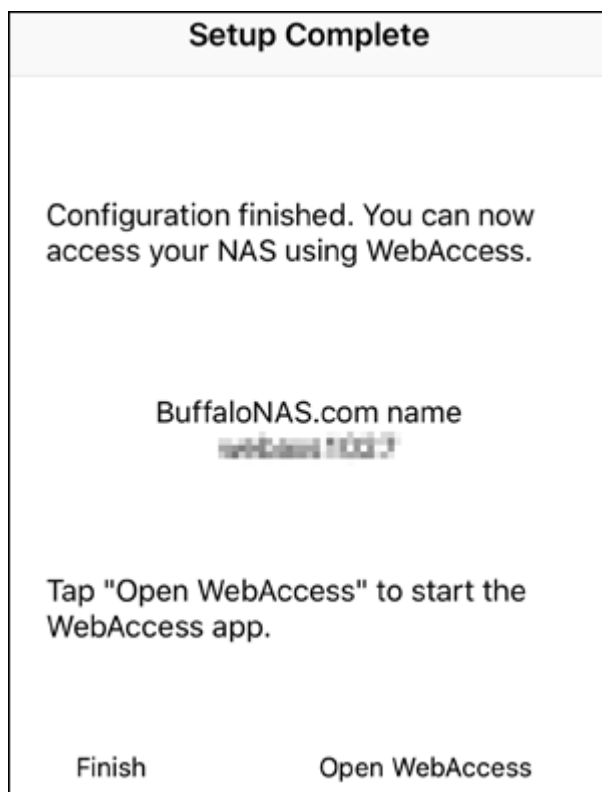 Setup Complete
Configuration finished. You can now
access your NAS using WebAccess.
BuffaloNAS.com name
Tap "Open WebAccess" to start the
WebAccess app.
Finish Open WebAccess